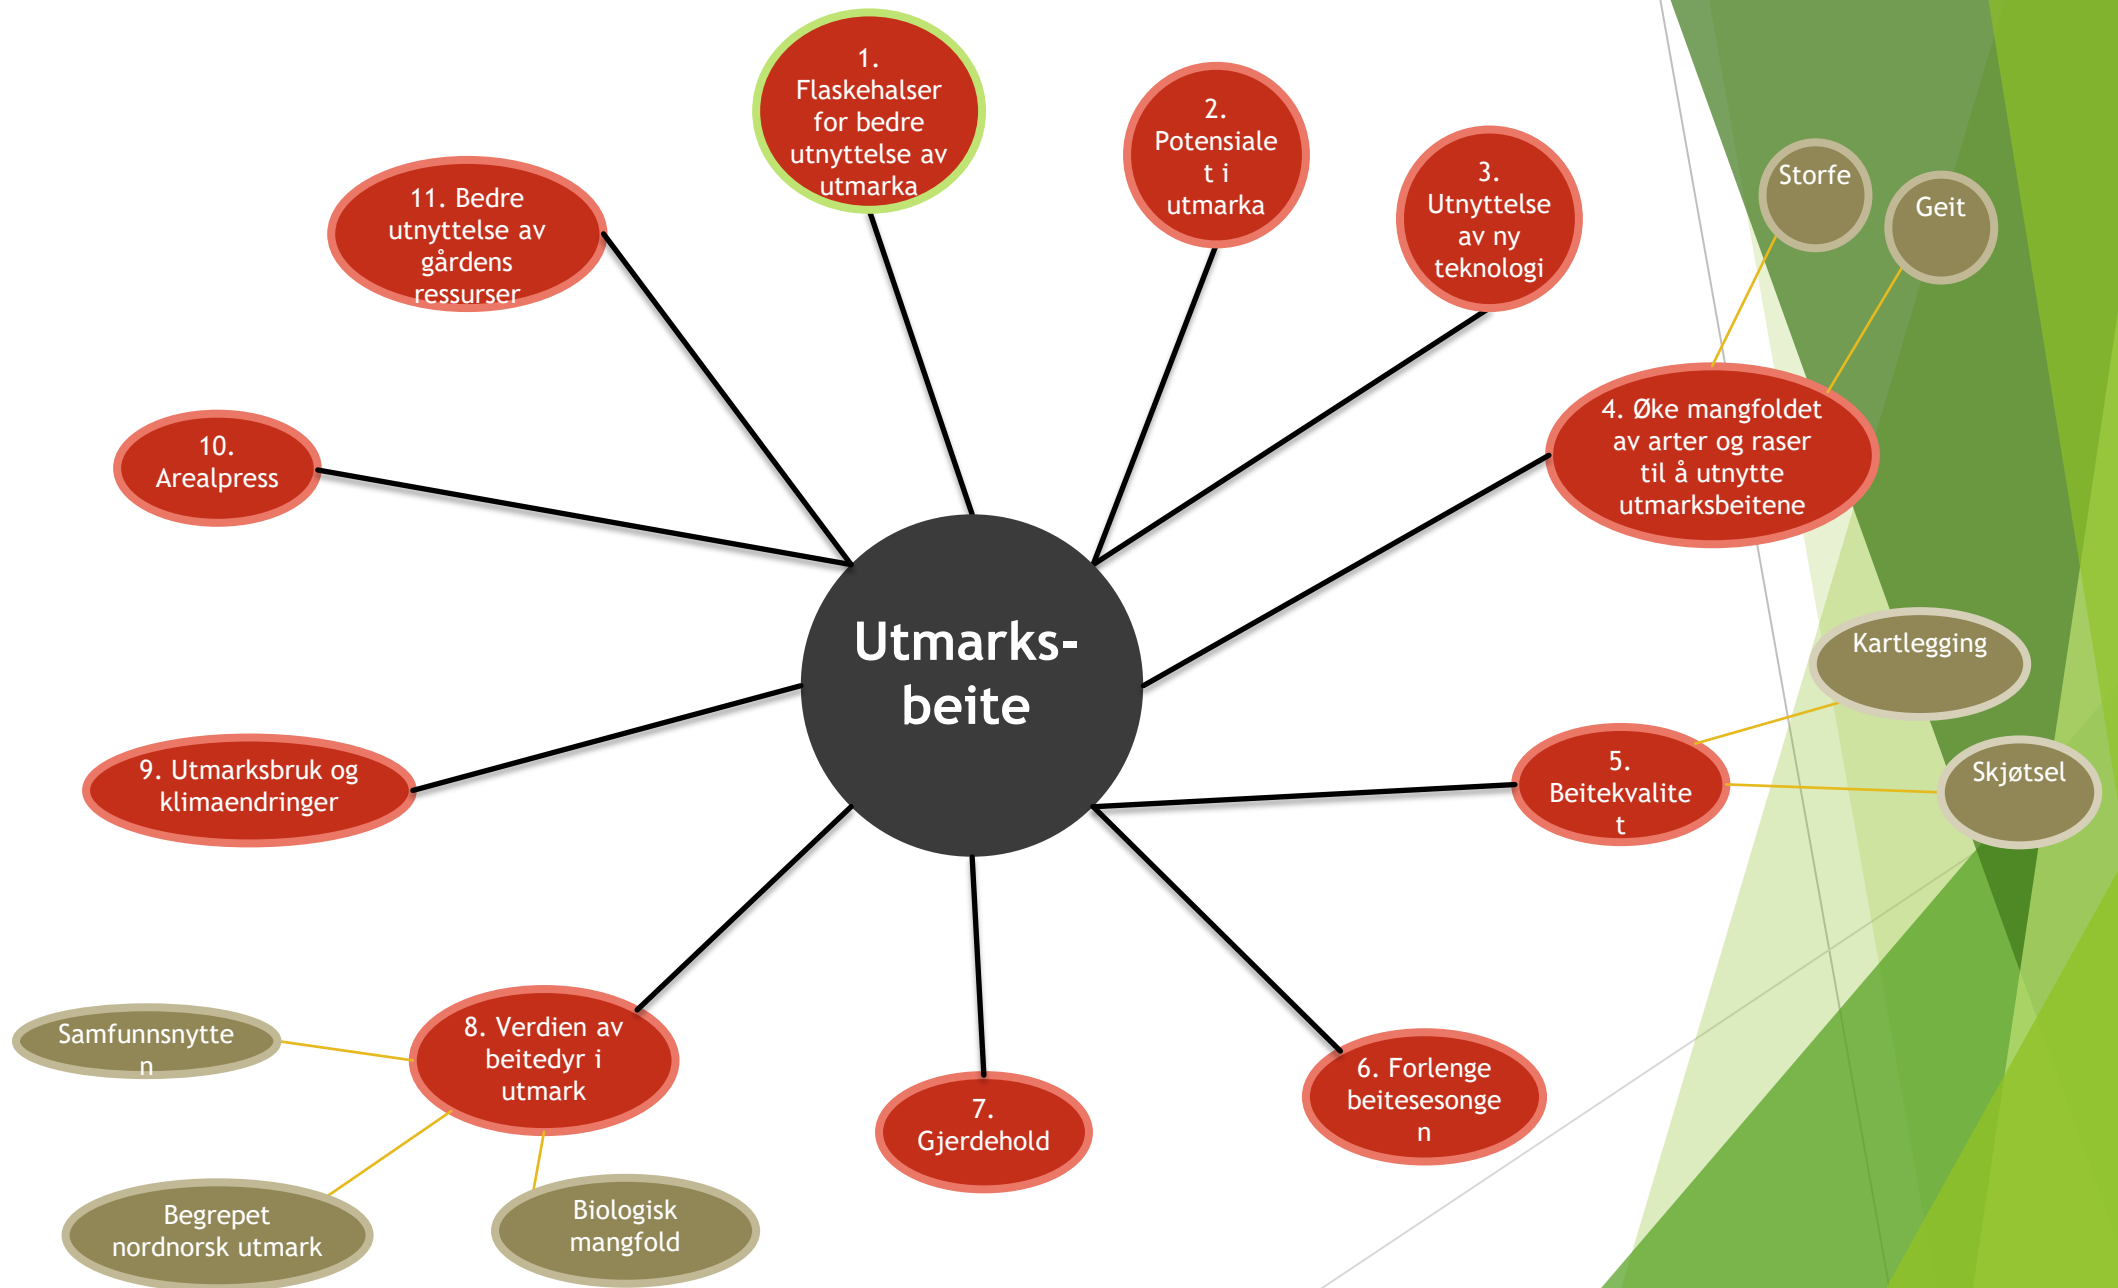 1.
Flaskehalser
for bedre
utnyttelse av
utmarka
2.
Potensiale
t i
utmarka
3.
Utnyttelse
av ny
teknologi
Storfe
Geit
4. Øke mangfoldet
av arter og raser
til å utnytte
utmarksbeitene
Kartlegging
Skjøtsel
5.
Beitekvalite
t
6. Forlenge
beitesesonge
n
7.
Gjerdehold
8. Verdien av
beitedyr i
utmark
Samfunnsnytte
n
Begrepet
nordnorsk utmark
Biologisk
mangfold
9. Utmarksbruk og
klimaendringer
10.
Arealpress
11. Bedre
utnyttelse av
gårdens
ressurser
Utmarks-
beite